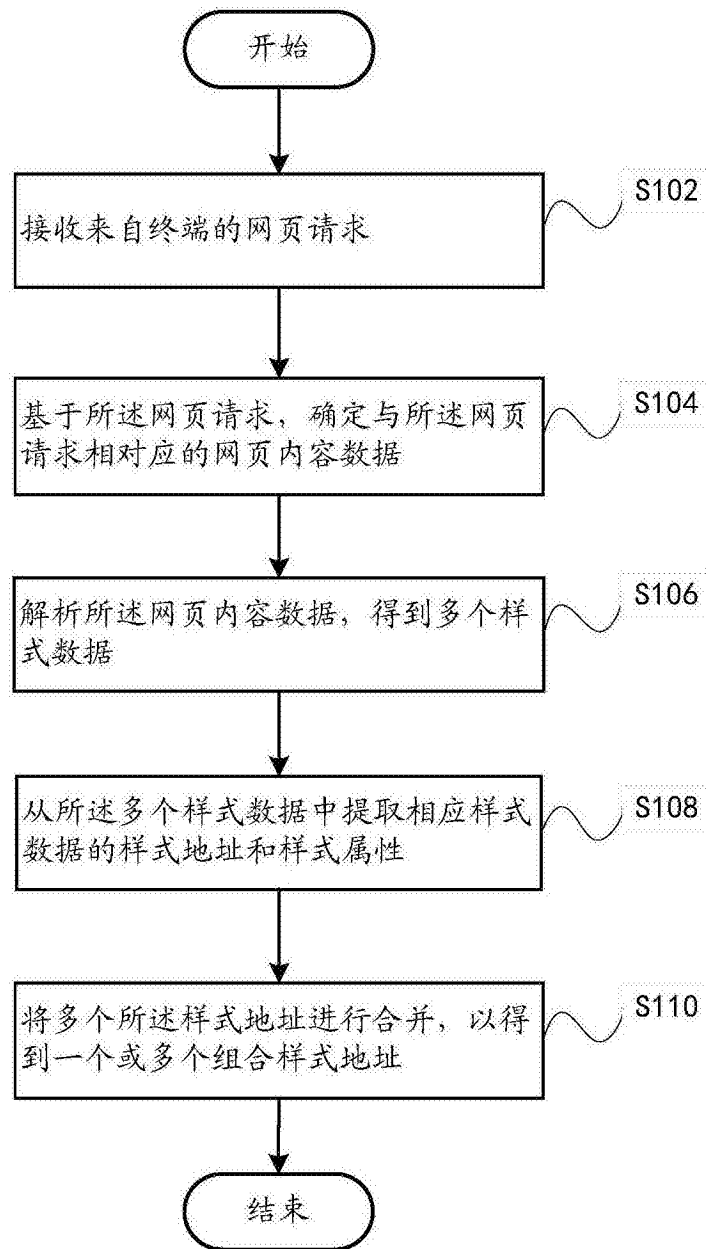 开始
接收来自终端的网页请求
S102
基于所述网页请求，确定与所述网页
请求相对应的网页内容数据
S104
解析所述网页内容数据，得到多个样
式数据
S106
从所述多个样式数据中提取相应样式
数据的样式地址和样式属性
S108
将多个所述样式地址进行合并，以得
到一个或多个组合样式地址
S110
结束